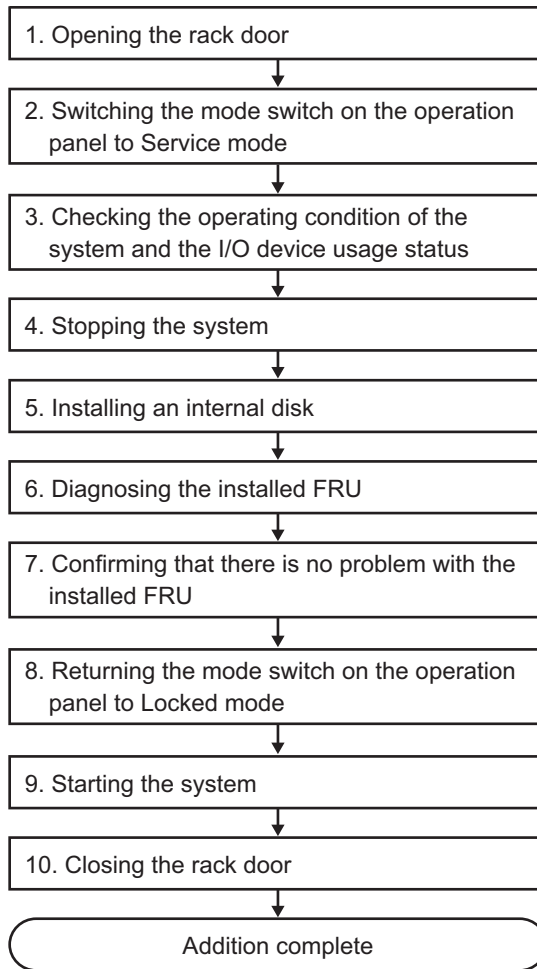 1. Opening the rack door
2. Switching the mode switch on the operation
panel to Service mode
3. Checking the operating condition of the
system and the I/O device usage status
4. Stopping the system
5. Installing an internal disk
6. Diagnosing the installed FRU
7. Confirming that there is no problem with the
installed FRU
8. Returning the mode switch on the operation
panel to Locked mode
9. Starting the system
10. Closing the rack door
Addition complete